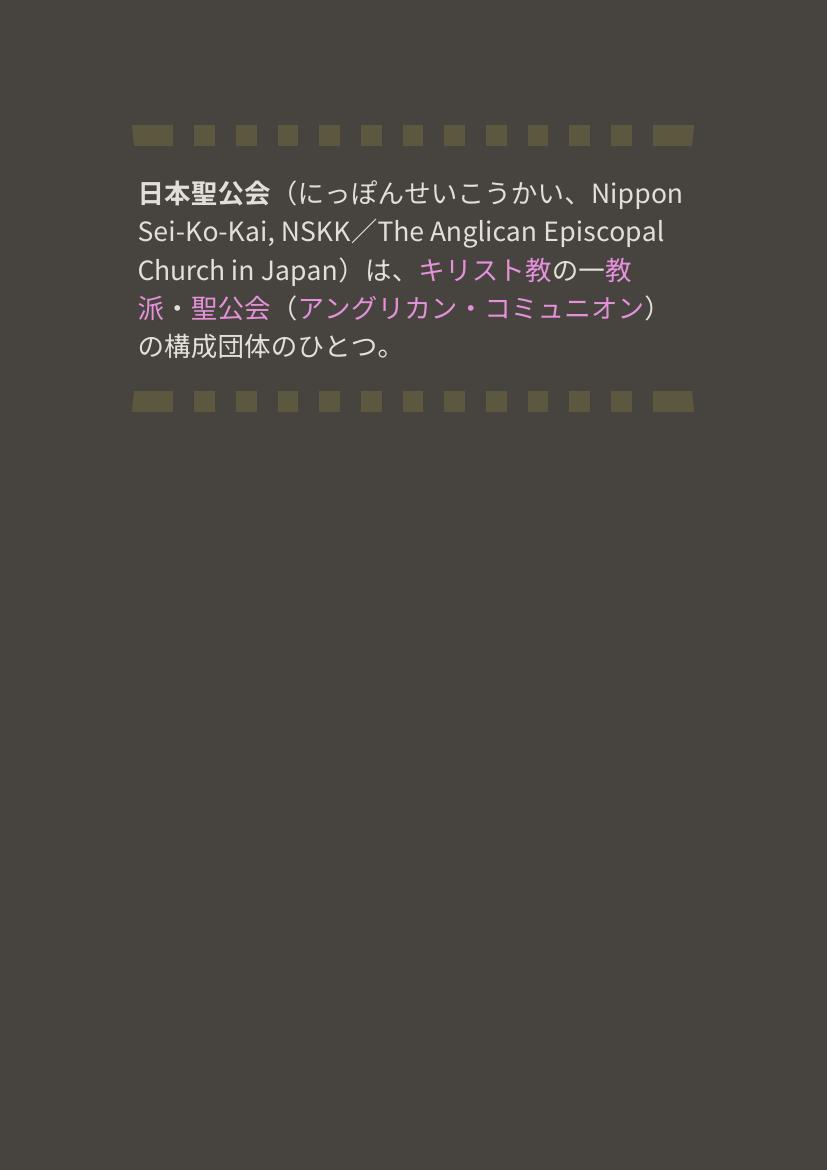 日本聖公会（にっぽんせいこうかい、Nippon
Sei-Ko-Kai, NSKK／The Anglican Episcopal
Church in Japan）は、キリスト教の一教
派・聖公会（アングリカン・コミュニオン）
の構成団体のひとつ。